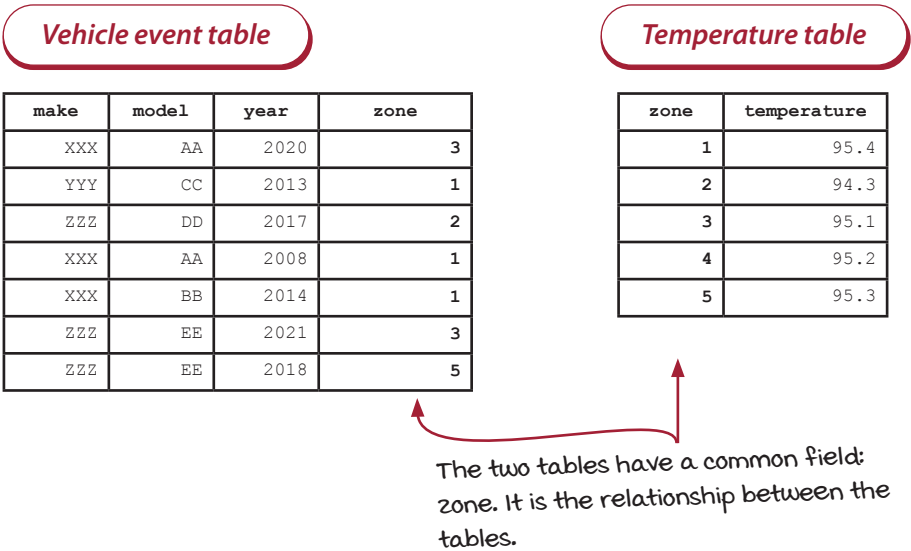 Vehicle event table
Temperature table
make model year zone
XXX AA 2020 3
YYY CC 2013 1
ZZZ DD 2017 2
XXX AA 2008 1
XXX BB 2014 1
ZZZ EE 2021 3
ZZZ EE 2018 5
zone temperature
1 95.4
2 94.3
3 95.1
4 95.2
5 95.3
The two tables have a common field:
zone. It is the relationship between the
tables.